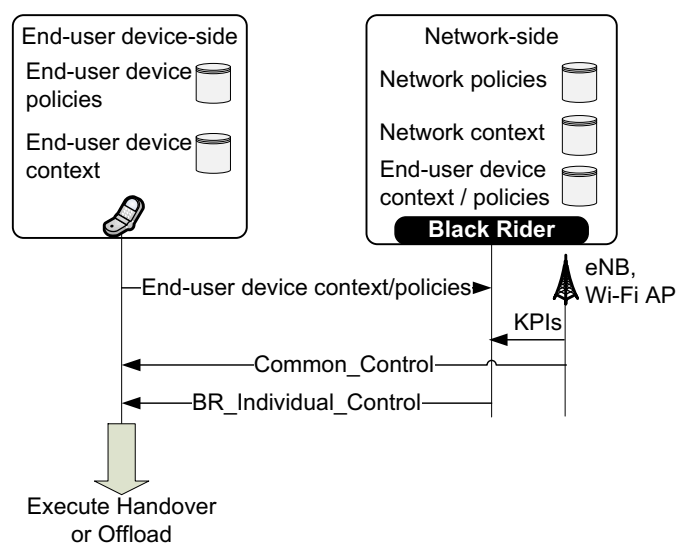 End-user device-side
End-user device
policies
End-user device
context
Network-side
Network policies
Network context
End-user device
context / policies
Black Rider
eNB,
Wi-Fi AP
End-user device context/policies
KPIs
Common_Control
BR_Individual_Control
Execute Handover
or Offload